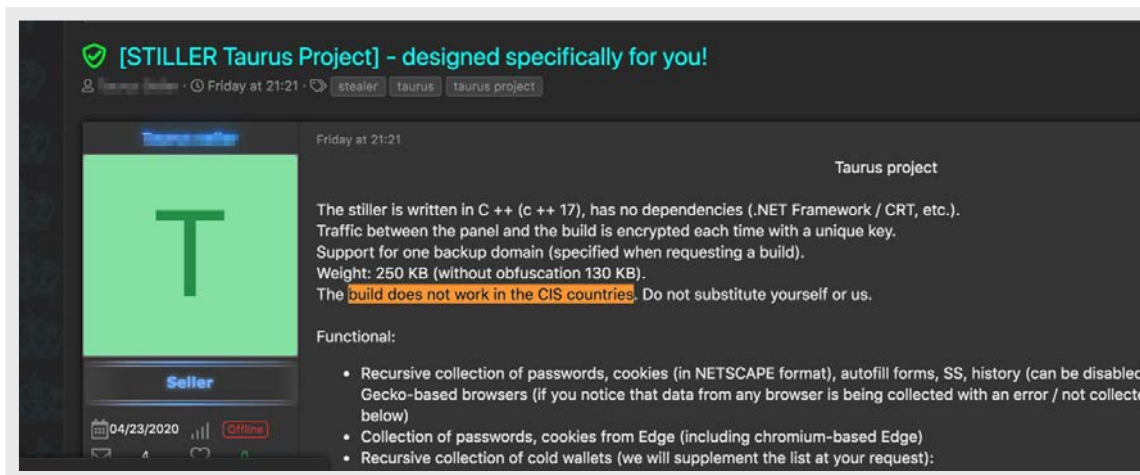 [STILLER Taurus Project] - designed specifically for you!
· Friday at 21:21 · stealer taurus taurus project
Friday at 21:21
Taurus project
T
The stiller is written in C ++ (c ++ 17), has no dependencies (.NET Framework / CRT, etc.).
Traffic between the panel and the build is encrypted each time with a unique key.
Support for one backup domain (specified when requesting a build).
Weight: 250 KB (without obfuscation 130 KB).
The build does not work in the CIS countries. Do not substitute yourself or us.
Functional:
Seller
• Recursive collection of passwords, cookies (in NETSCAPE format), autofill forms, SS, history (can be disabled
Gecko-based browsers (if you notice that data from any browser is being collected with an error / not collecte
below)
04/23/2020 Offline
• Collection of passwords, cookies from Edge (including chromium-based Edge)
• Recursive collection of cold wallets (we will supplement the list at your request):